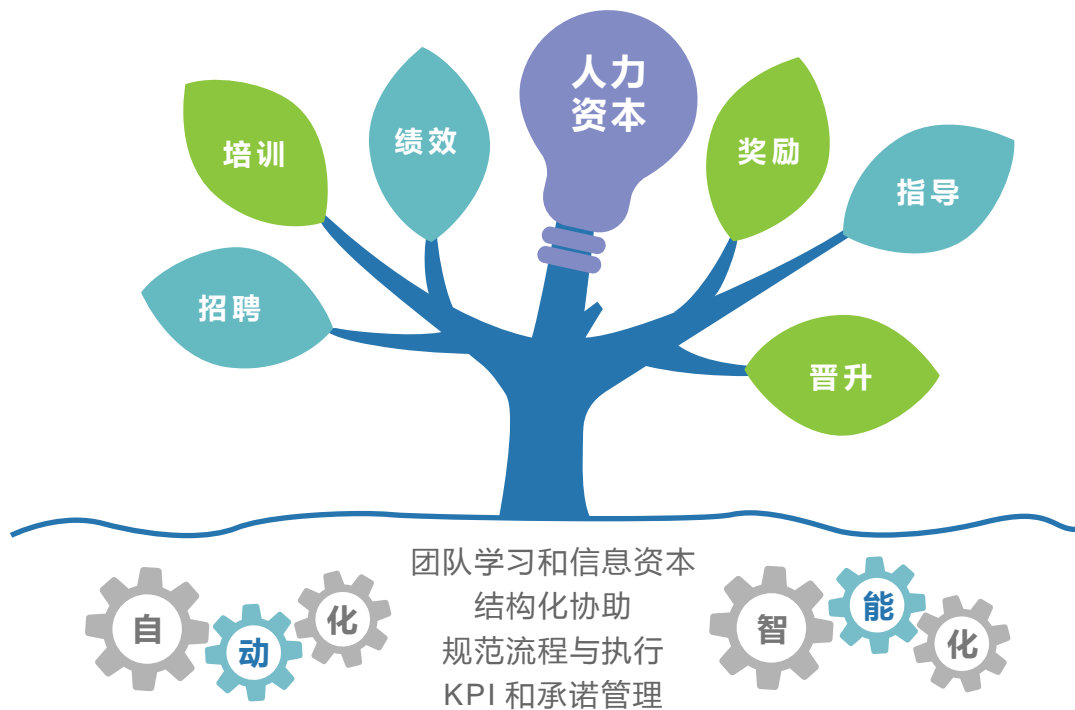 人力
资本
培训
绩效
奖励
指导
招聘
晋升
团队学习和信息资本
结构化协助
规范流程与执行
KPI 和承诺管理
自动化
智能化